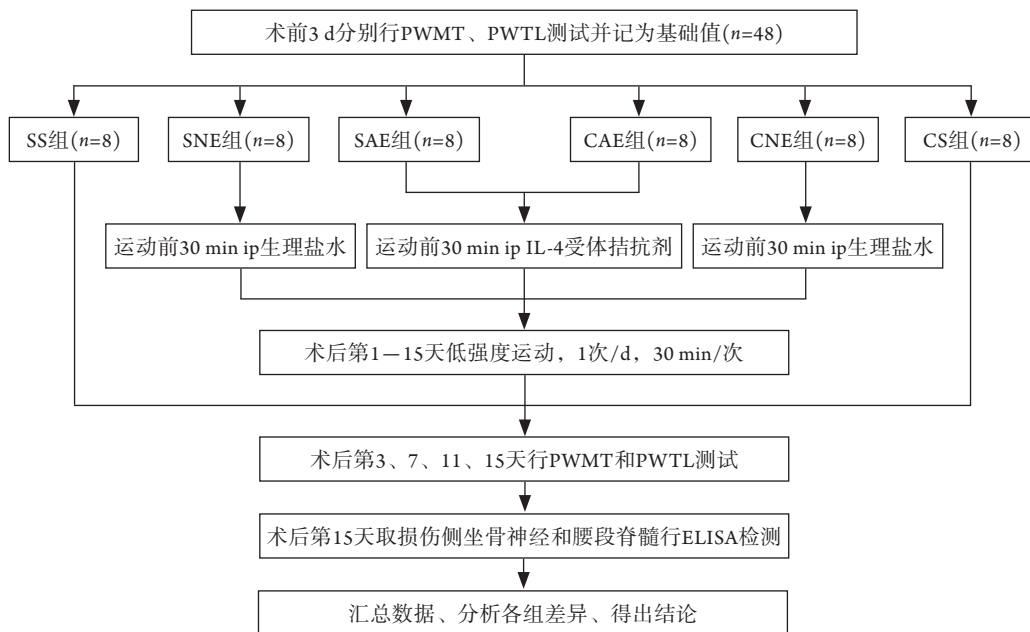 术前3 d分别行PWMT、PWTL测试并记为基础值(n=48)
SS组(n=8)
SNE组(n=8)
SAE组(n=8)
CAE组(n=8)
CNE组(n=8)
CS组(n=8)
运动前30 min ip生理盐水
运动前30 min ip IL-4受体拮抗剂
运动前30 min ip生理盐水
术后第1—15天低强度运动，1次/d，30 min/次
术后第3、7、11、15天行PWMT和PWTL测试
术后第15天取损伤侧坐骨神经和腰段脊髓行ELISA检测
汇总数据、分析各组差异、得出结论